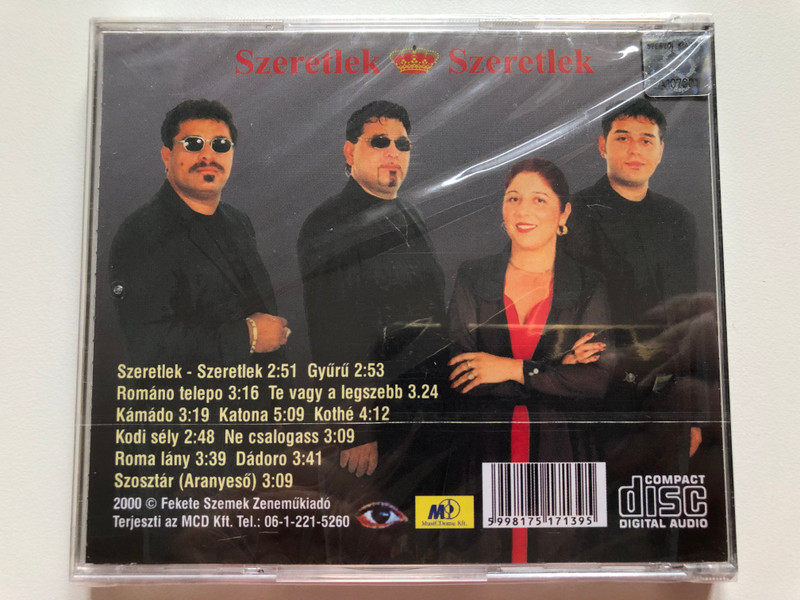 Szeretlek Szeretlek
A107601
Szeretlek - Szeretlek 2:51 Gyűrű 2:53
Románo telepo 3:16 Te vagy a legszebb 3.24
Kámádo 3:19 Katona 5:09 Kothé 4:12
Kodi sély 2:48 Ne csalogass 3:09
Roma lány 3:39 Dádoro 3:41
Szosztár (Aranyeső) 3:09
2000 © Fekete Szemek Zeneműkiadó
Terjeszti az MCD Kft. Tel.: 06-1-221-5260
5998175171395
COMPACT
disc
DIGITAL AUDIO